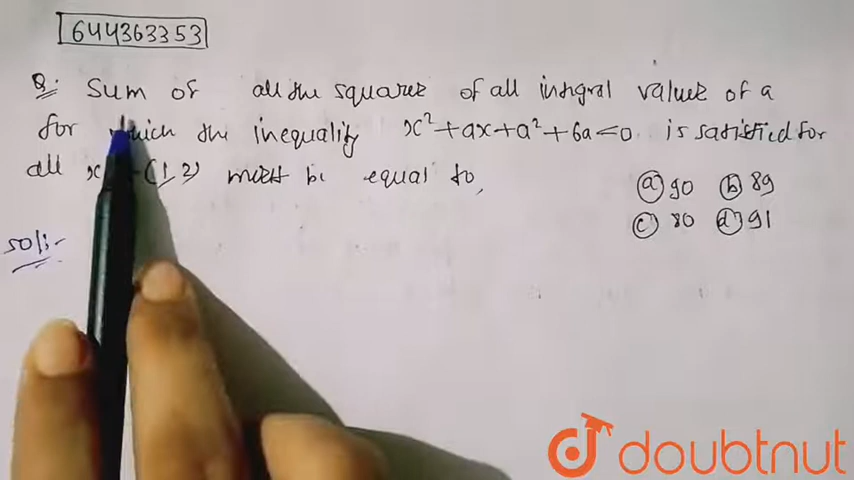 644363353
Q: Sum of all the squares of all integral values of a
for which the inequality x²+ax+a²+6a<0 is satisfied for
all x (1,2) must be equal to,
(a) 90 (b) 89
(c) 80 (d) 91
Sol:-
doubtnut